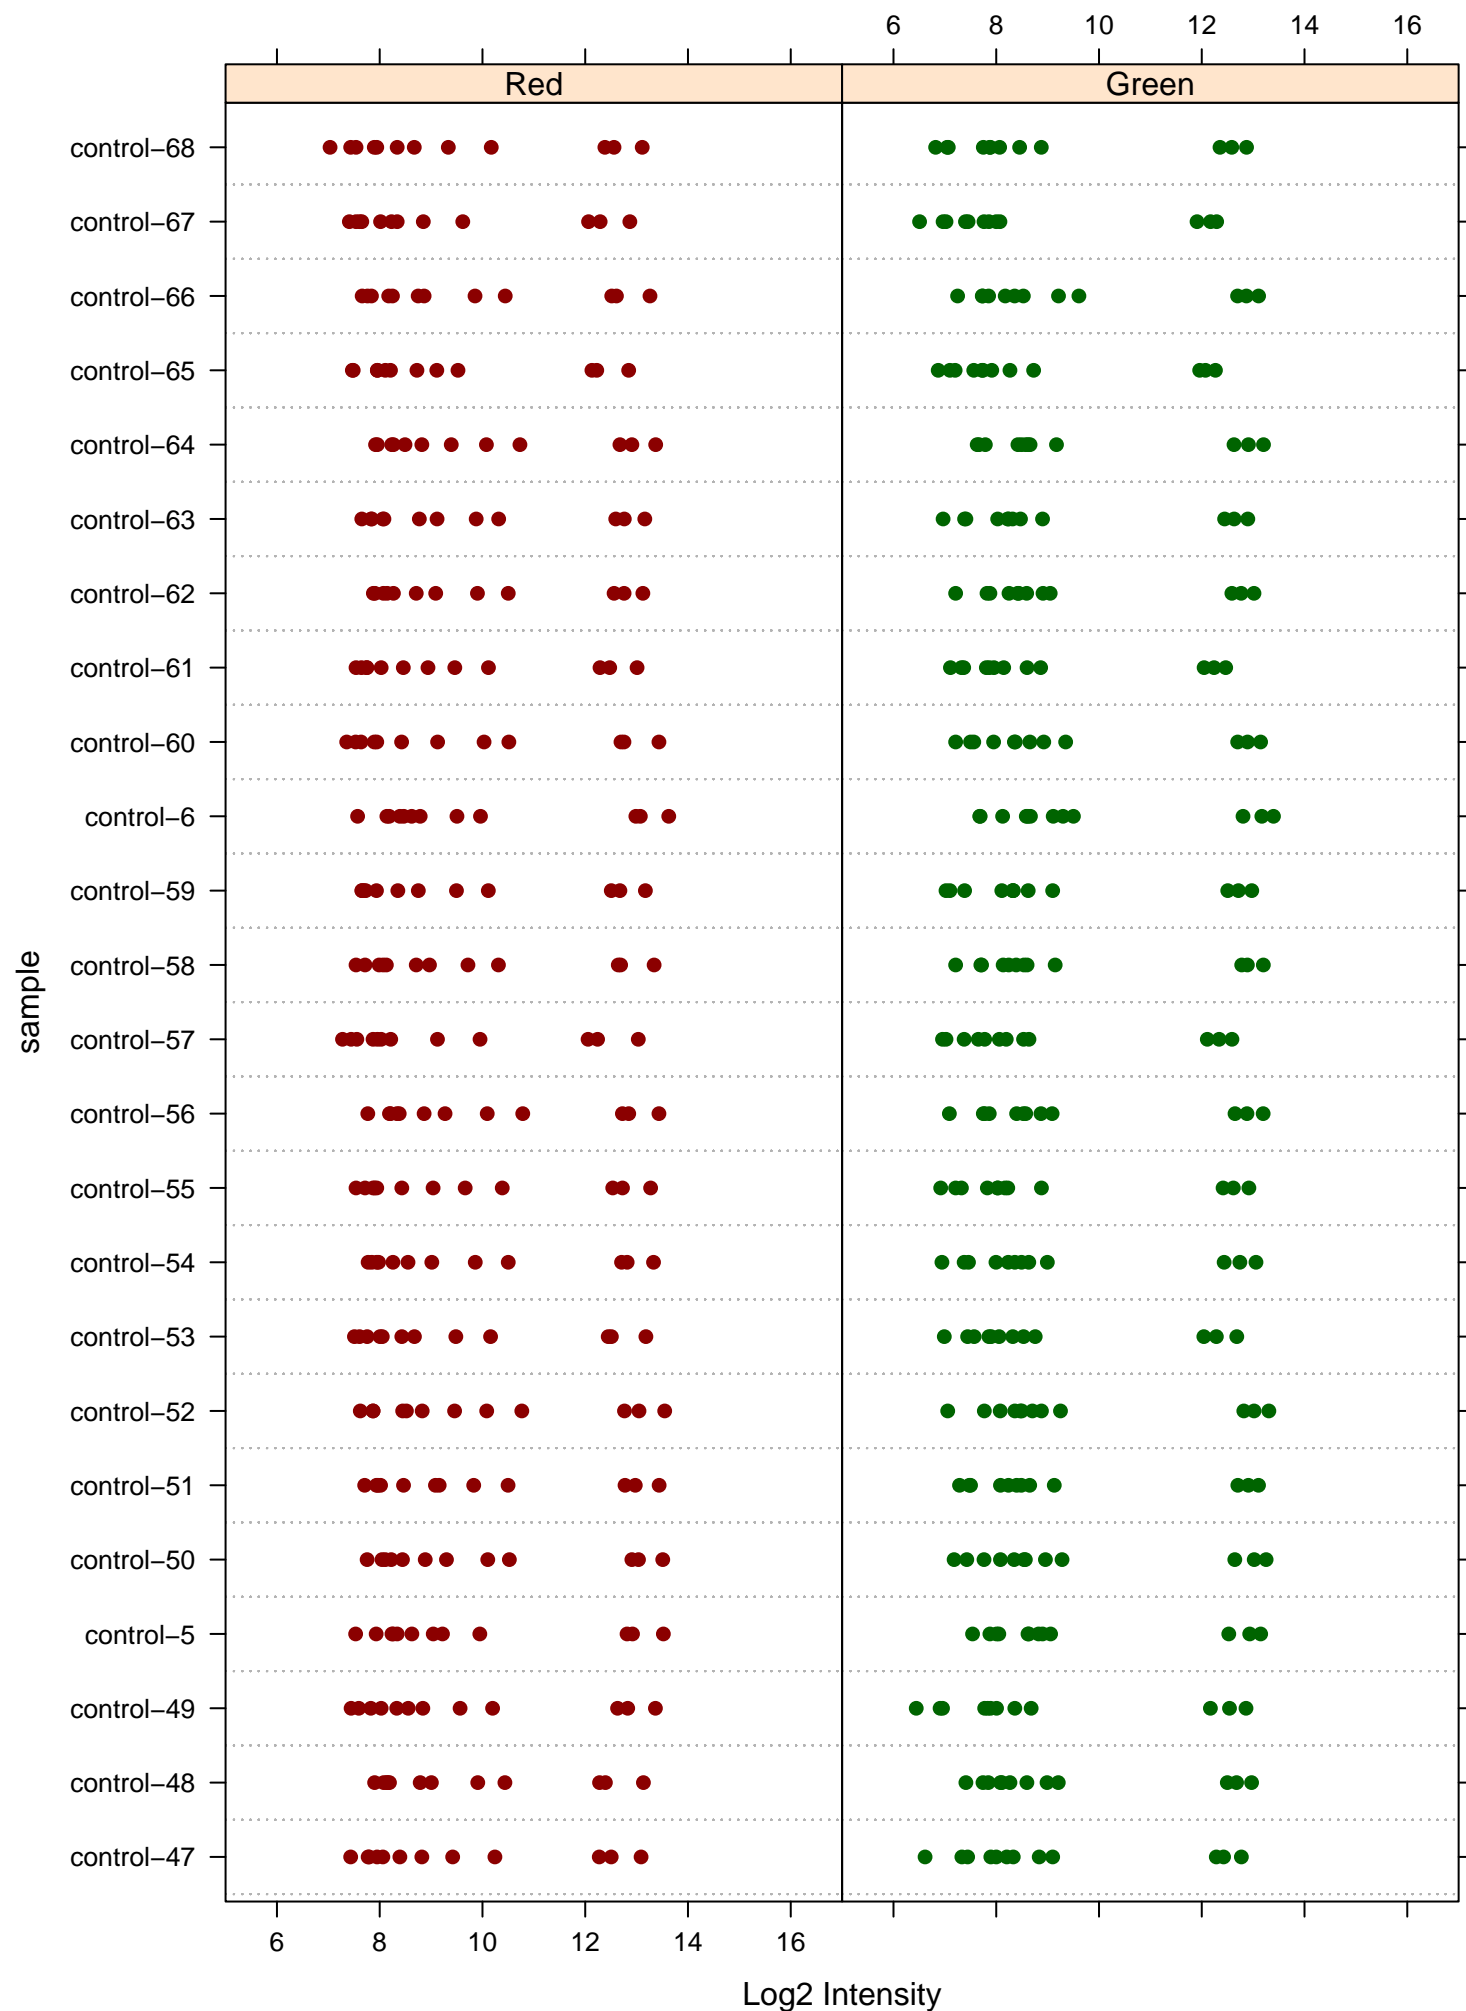 6 8 10 12 14 16
Red Green
control−68
control−67
control−66
control−65
control−64
control−63
control−62
control−61
control−60
control−6
control−59
control−58
control−57
control−56
control−55
control−54
control−53
control−52
control−51
control−50
control−5
control−49
control−48
control−47
sample
6 8 10 12 14 16
Log2 Intensity